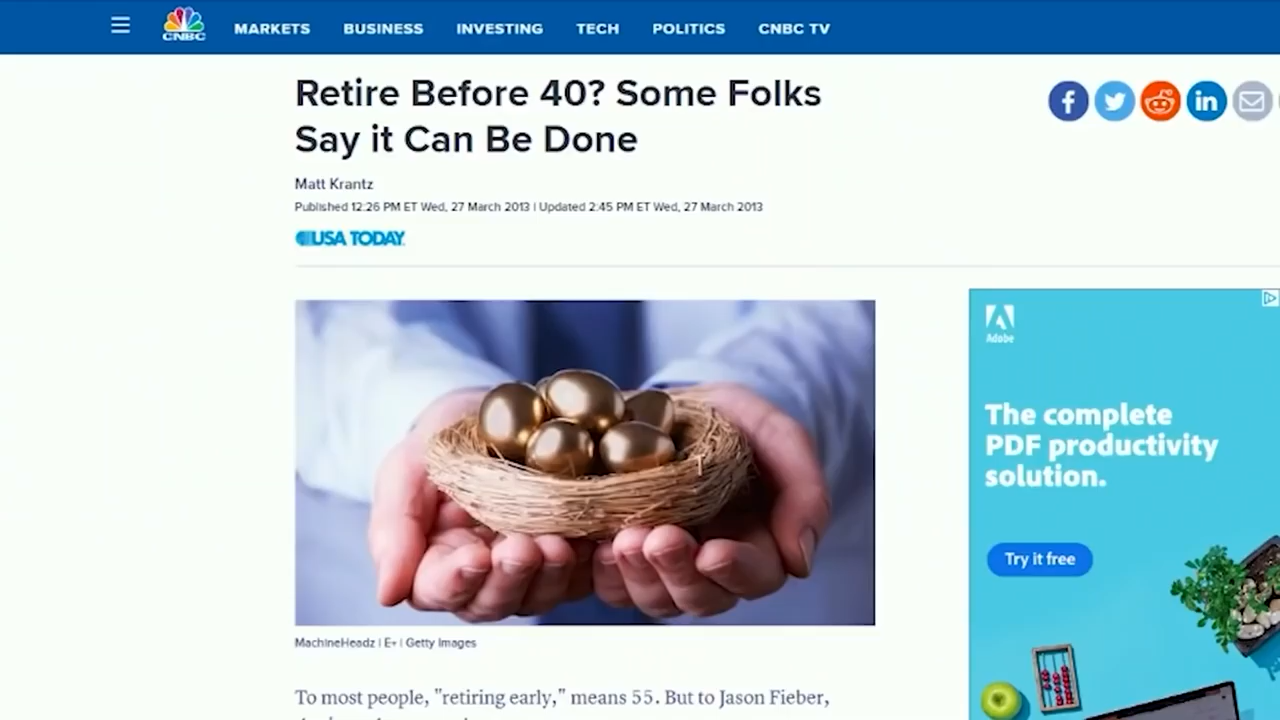 CNBC
MARKETS BUSINESS INVESTING TECH POLITICS CNBC TV
Retire Before 40? Some Folks
Say it Can Be Done
Matt Krantz
Published 12:26 PM ET Wed, 27 March 2013 | Updated 2:45 PM ET Wed, 27 March 2013
USA TODAY
MachineHeadz | E+ | Getty Images
To most people, "retiring early," means 55. But to Jason Fieber,
Adobe
The complete
PDF productivity
solution.
Try it free